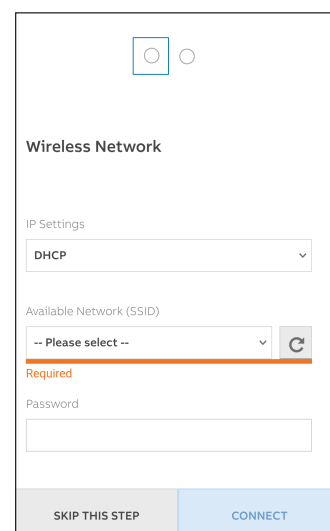 Wireless Network
IP Settings
DHCP
Available Network (SSID)
-- Please select --
Required
Password
SKIP THIS STEP
CONNECT